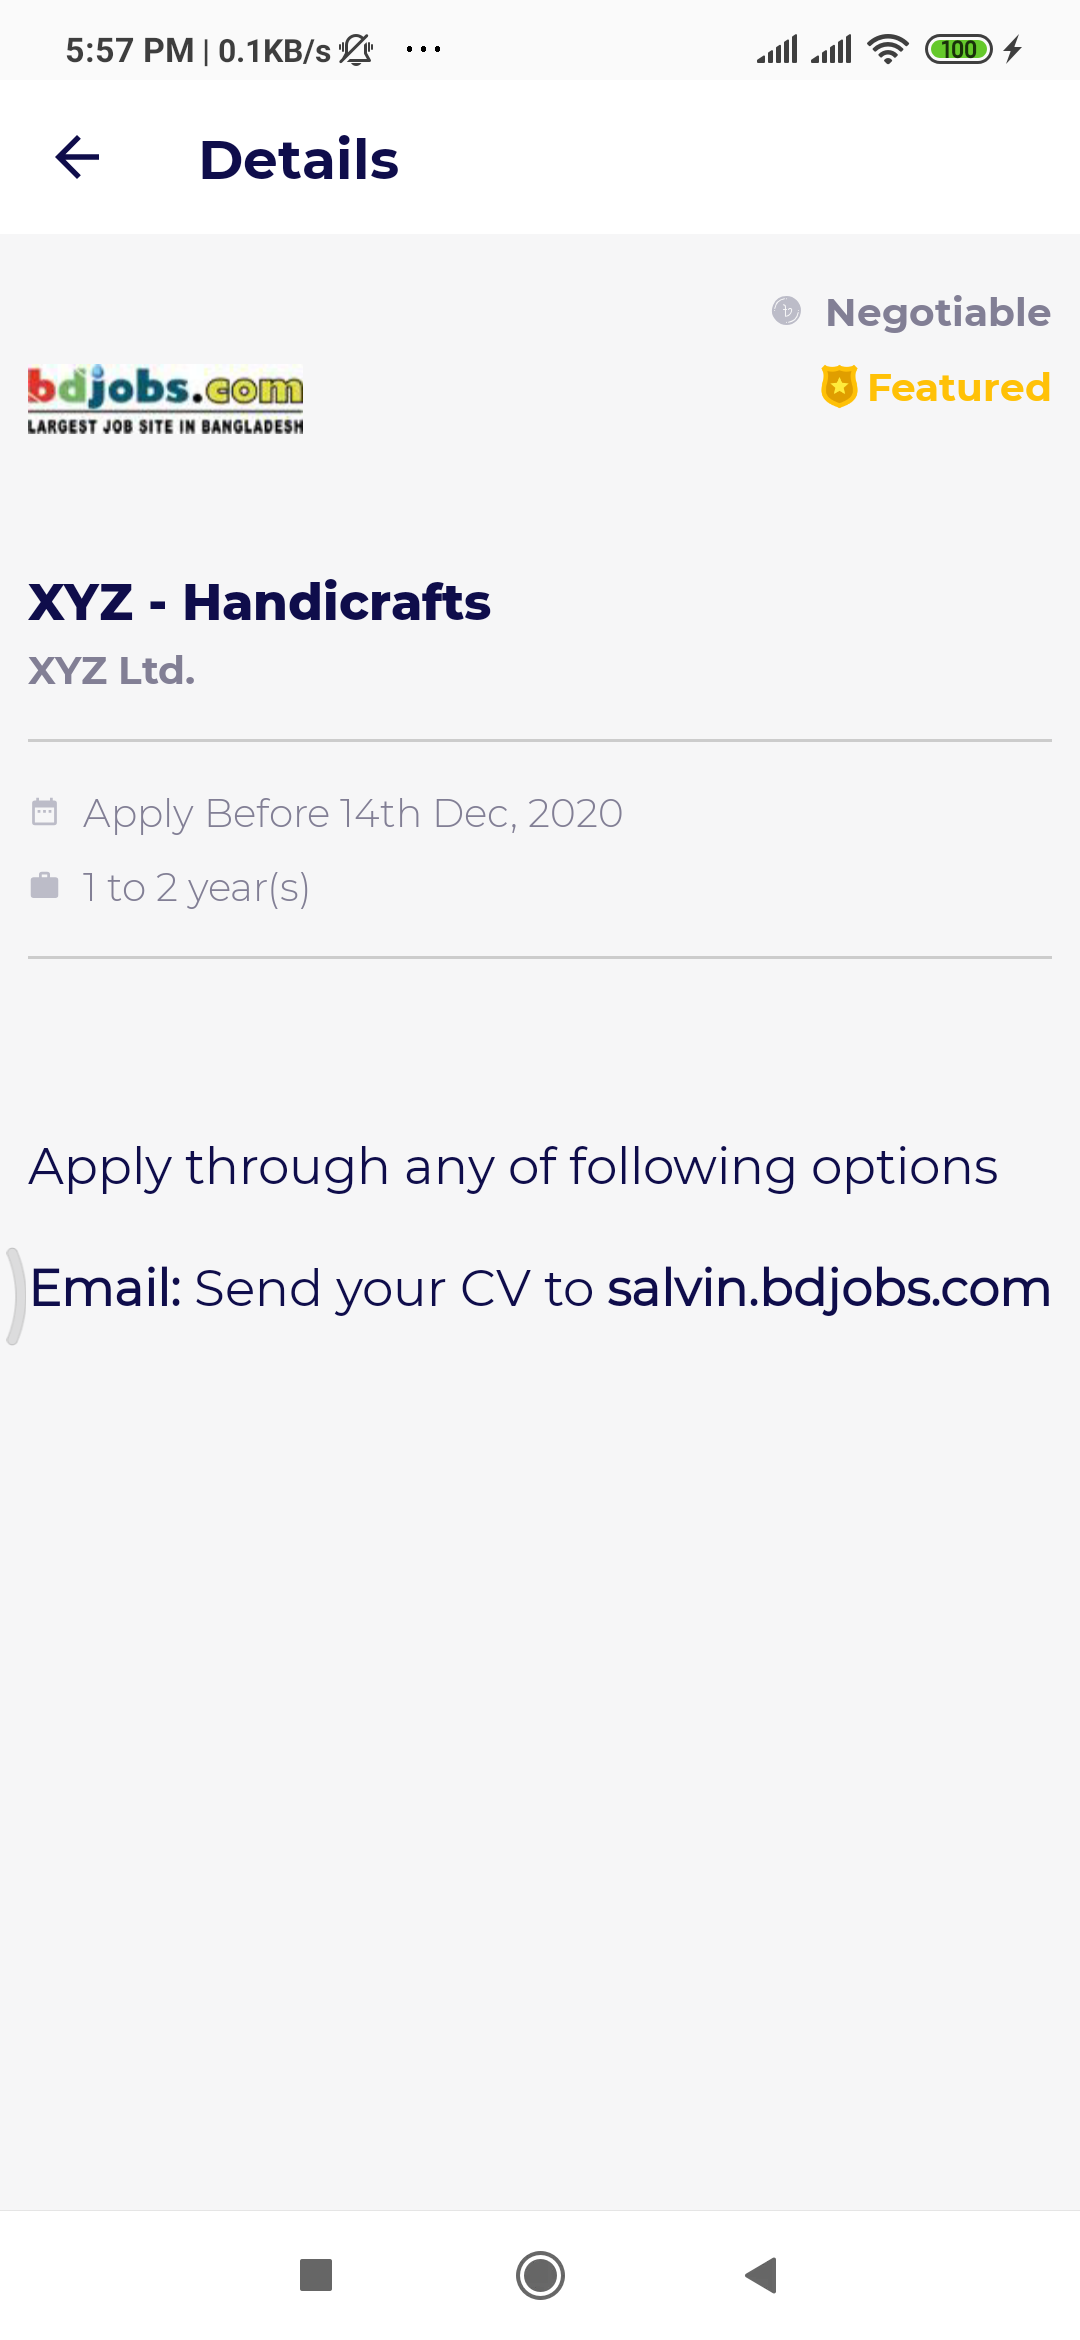 5:57 PM | 0.1KB/s ...
100
Details
৳ Negotiable
bdjobs.com
LARGEST JOB SITE IN BANGLADESH
Featured
XYZ - Handicrafts
XYZ Ltd.
Apply Before 14th Dec, 2020
1 to 2 year(s)
Apply through any of following options
Email: Send your CV to salvin.bdjobs.com